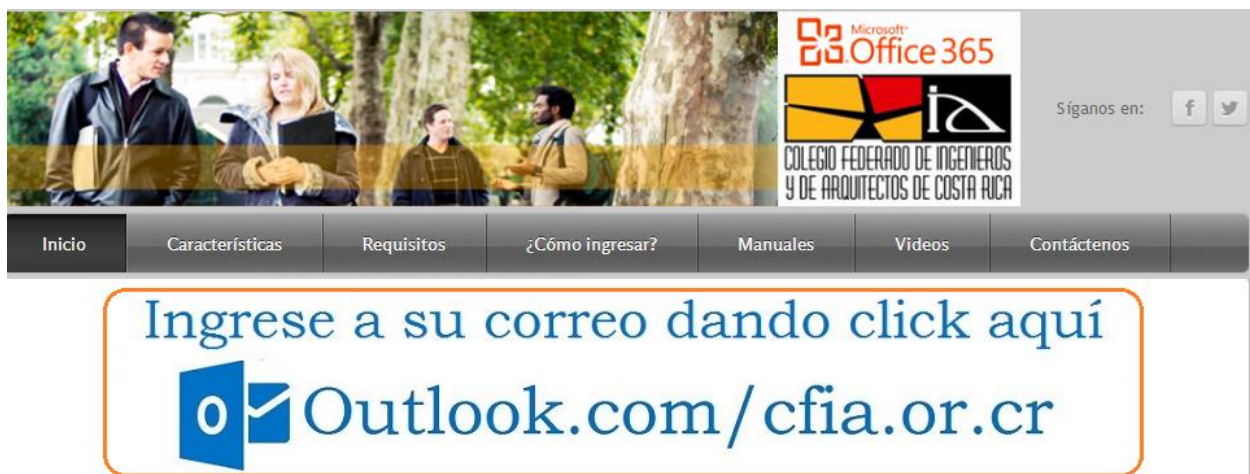 Microsoft
Office 365
COLEGIO FEDERADO DE INGENIEROS
Y DE ARQUITECTOS DE COSTA RICA
Síganos en:
Inicio
Características
Requisitos
¿Cómo ingresar?
Manuales
Videos
Contáctenos
Ingrese a su correo dando click aquí
Outlook.com/cfia.or.cr